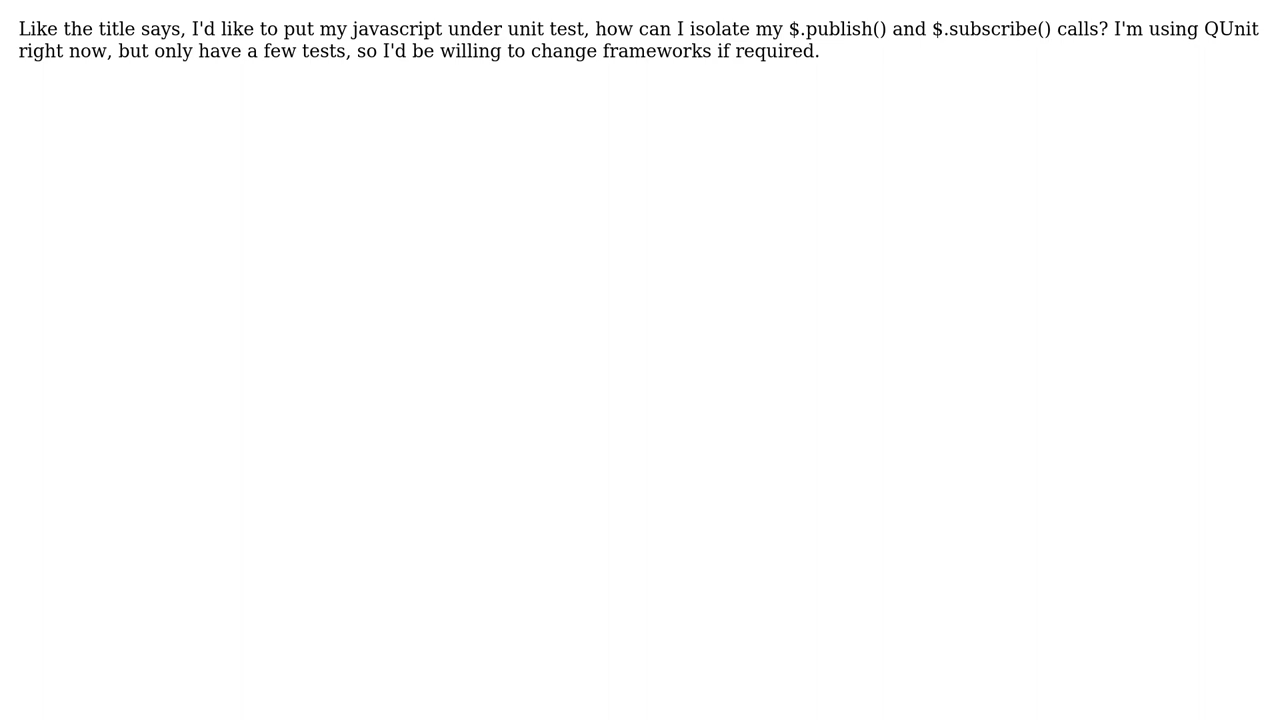 Like the title says, I'd like to put my javascript under unit test, how can I isolate my $.publish() and $.subscribe() calls? I'm using QUnit
right now, but only have a few tests, so I'd be willing to change frameworks if required.